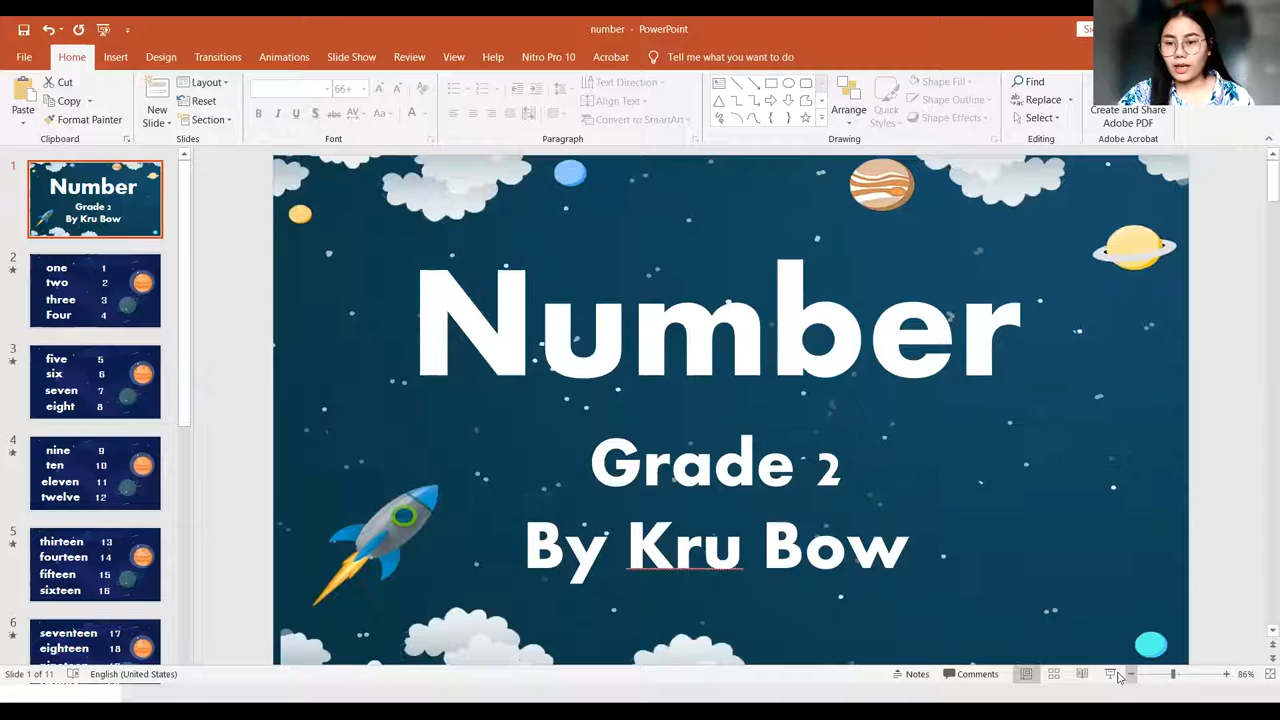 number - PowerPoint
File
Home
Insert
Design
Transitions
Animations
Slide Show
Review
View
Help
Nitro Pro 10
Acrobat
Tell me what you want to do
Paste
Cut
Copy
Format Painter
Clipboard
New
Slide
Layout
Reset
Section
Slides
66+
B I U S
Aa
Font
Text Direction
Align Text
Convert to SmartArt
Paragraph
Arrange
Quick
Styles
Shape Fill
Shape Outline
Shape Effects
Drawing
Find
Replace
Select
Editing
Create and Share
Adobe PDF
Adobe Acrobat
1
Number
Grade 2
By Kru Bow
2
one 1
two 2
three 3
Four 4
3
five 5
six 6
seven 7
eight 8
4
nine 9
ten 10
eleven 11
twelve 12
5
thirteen 13
fourteen 14
fifteen 15
sixteen 16
6
seventeen 17
eighteen 18
Number
Grade 2
By Kru Bow
Slide 1 of 11
English (United States)
Notes
Comments
86%